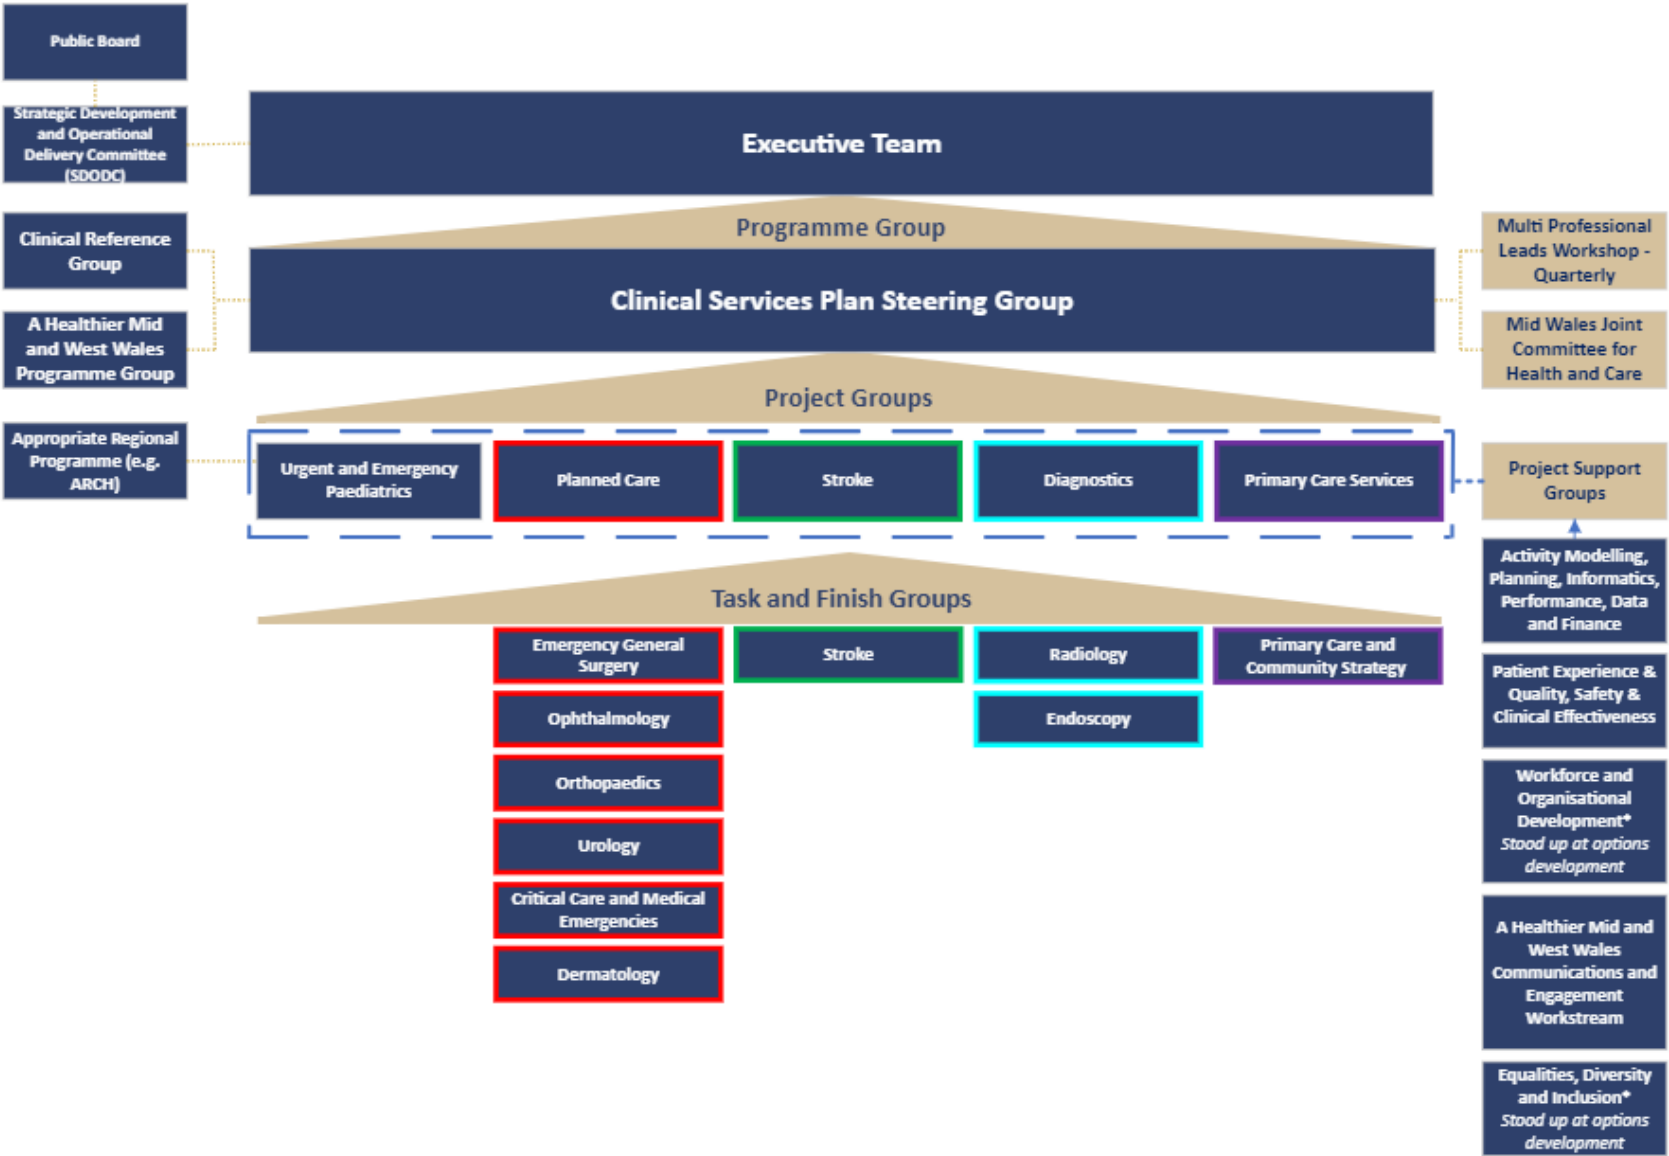 Public Board
Strategic Development
and Operational
Delivery Committee
(SDODC)
Executive Team
Programme Group
Clinical Reference
Group
A Healthier Mid
and West Wales
Programme Group
Clinical Services Plan Steering Group
Multi Professional
Leads Workshop -
Quarterly
Mid Wales Joint
Committee for
Health and Care
Project Groups
Appropriate Regional
Programme (e.g.
ARCH)
Urgent and Emergency
Paediatrics
Planned Care
Stroke
Diagnostics
Primary Care Services
Project Support
Groups
Task and Finish Groups
Emergency General
Surgery
Ophthalmology
Orthopaedics
Urology
Critical Care and Medical
Emergencies
Dermatology
Stroke
Radiology
Endoscopy
Primary Care and
Community Strategy
Activity Modelling,
Planning, Informatics,
Performance, Data
and Finance
Patient Experience &
Quality, Safety &
Clinical Effectiveness
Workforce and
Organisational
Development*
Stood up at options
development
A Healthier Mid and
West Wales
Communications and
Engagement
Workstream
Equalities, Diversity
and Inclusion*
Stood up at options
development